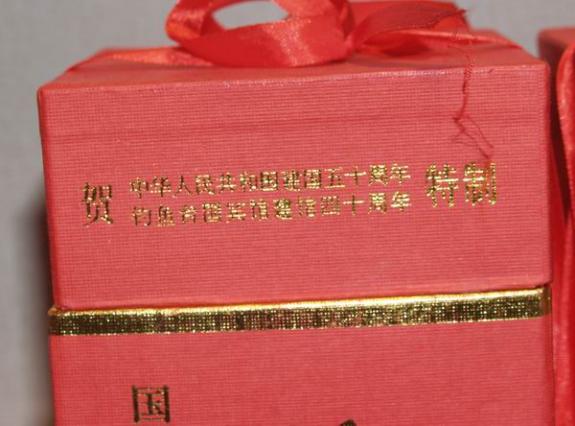 贺 中华人民共和国建国五十周年 特制
钓鱼台国宾馆建馆四十周年
国